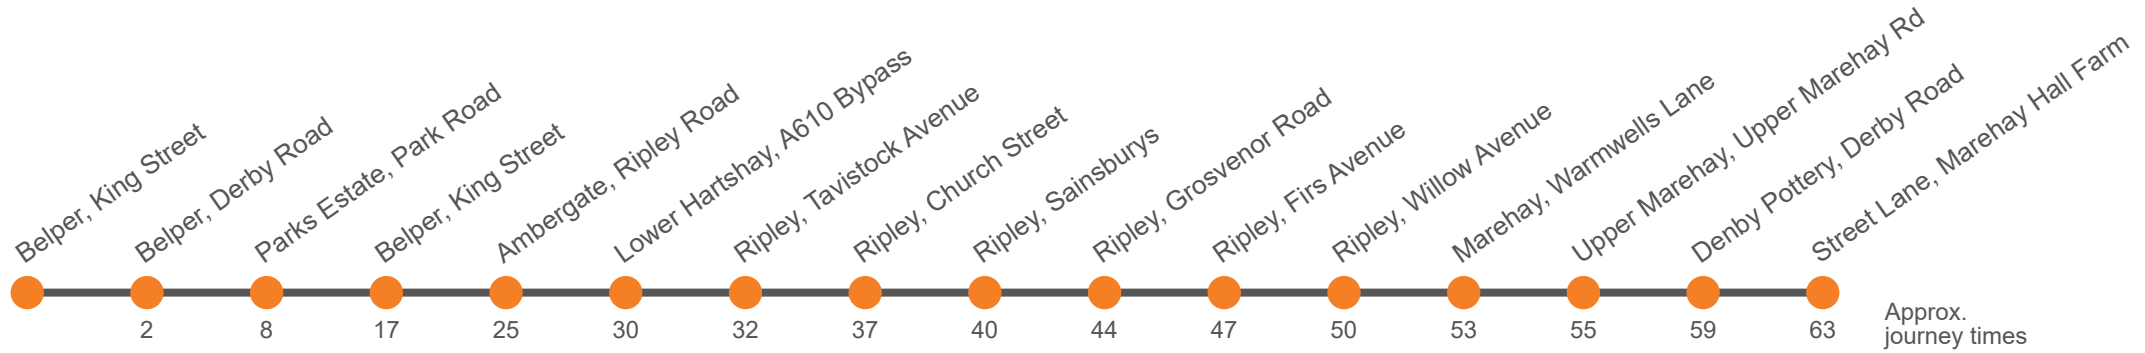 Belper, King Street
Belper, Derby Road
Parks Estate, Park Road
Belper, King Street
Ambergate, Ripley Road
Lower Hartshay, A610 Bypass
Ripley, Tavistock Avenue
Ripley, Church Street
Ripley, Sainsburys
Ripley, Grosvenor Road
Ripley, Firs Avenue
Ripley, Willow Avenue
Marehay, Warmwells Lane
Upper Marehay, Upper Marehay Rd
Denby Pottery, Derby Road
Street Lane, Marehay Hall Farm
2 8 17 25 30 32 37 40 44 47 50 53 55 59 63
Approx.
journey times